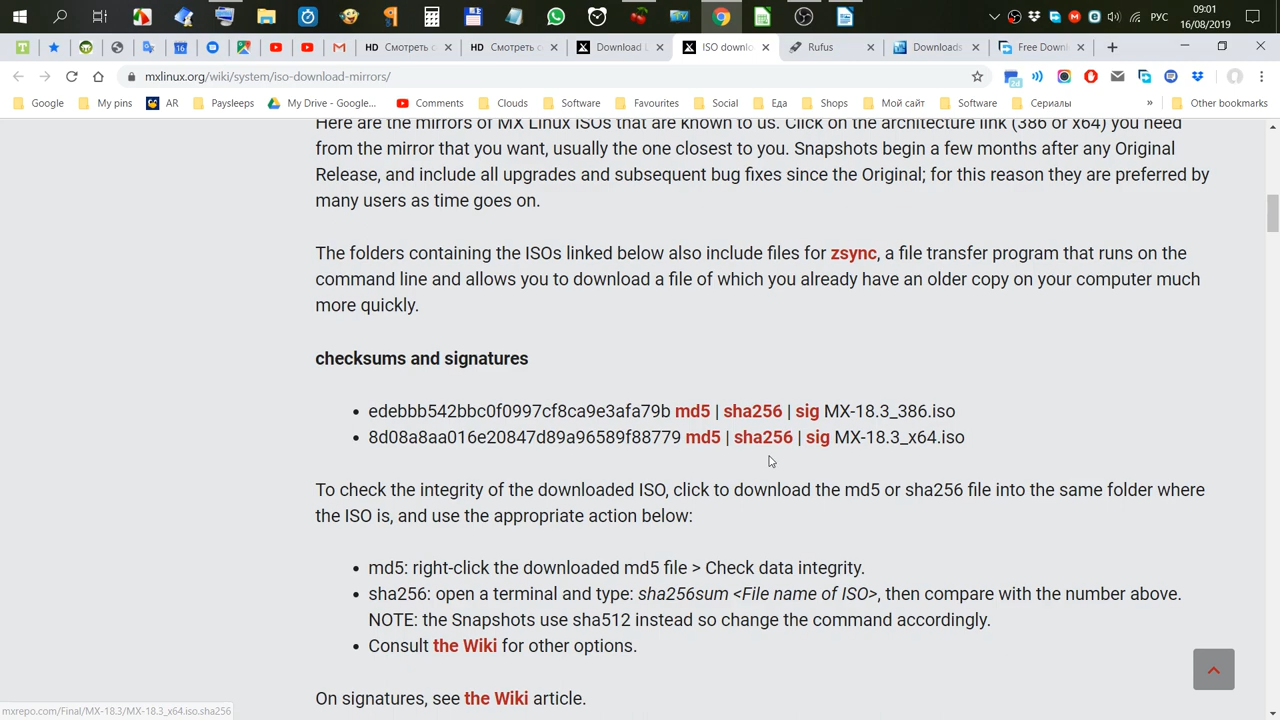 09:01
РУС
16/08/2019
HD Смотреть с
HD Смотреть с
Download L
ISO downlo
Rufus
Downloads
Free Downl
mxlinux.org/wiki/system/iso-download-mirrors/
Google
My pins
AR
Paysleeps
My Drive - Google...
Comments
Clouds
Software
Favourites
Social
Еда
Shops
Мой сайт
Software
Сериалы
»
Other bookmarks
Here are the mirrors of MX Linux ISOs that are known to us. Click on the architecture link (386 or x64) you need
from the mirror that you want, usually the one closest to you. Snapshots begin a few months after any Original
Release, and include all upgrades and subsequent bug fixes since the Original; for this reason they are preferred by
many users as time goes on.
The folders containing the ISOs linked below also include files for zsync, a file transfer program that runs on the
command line and allows you to download a file of which you already have an older copy on your computer much
more quickly.
checksums and signatures
• edebbb542bbc0f0997cf8ca9e3afa79b md5 | sha256 | sig MX-18.3_386.iso
• 8d08a8aa016e20847d89a96589f88779 md5 | sha256 | sig MX-18.3_x64.iso
To check the integrity of the downloaded ISO, click to download the md5 or sha256 file into the same folder where
the ISO is, and use the appropriate action below:
• md5: right-click the downloaded md5 file > Check data integrity.
• sha256: open a terminal and type: sha256sum <File name of ISO>, then compare with the number above.
NOTE: the Snapshots use sha512 instead so change the command accordingly.
• Consult the Wiki for other options.
On signatures, see the Wiki article.
mxrepo.com/Final/MX-18.3/MX-18.3_x64.iso.sha256